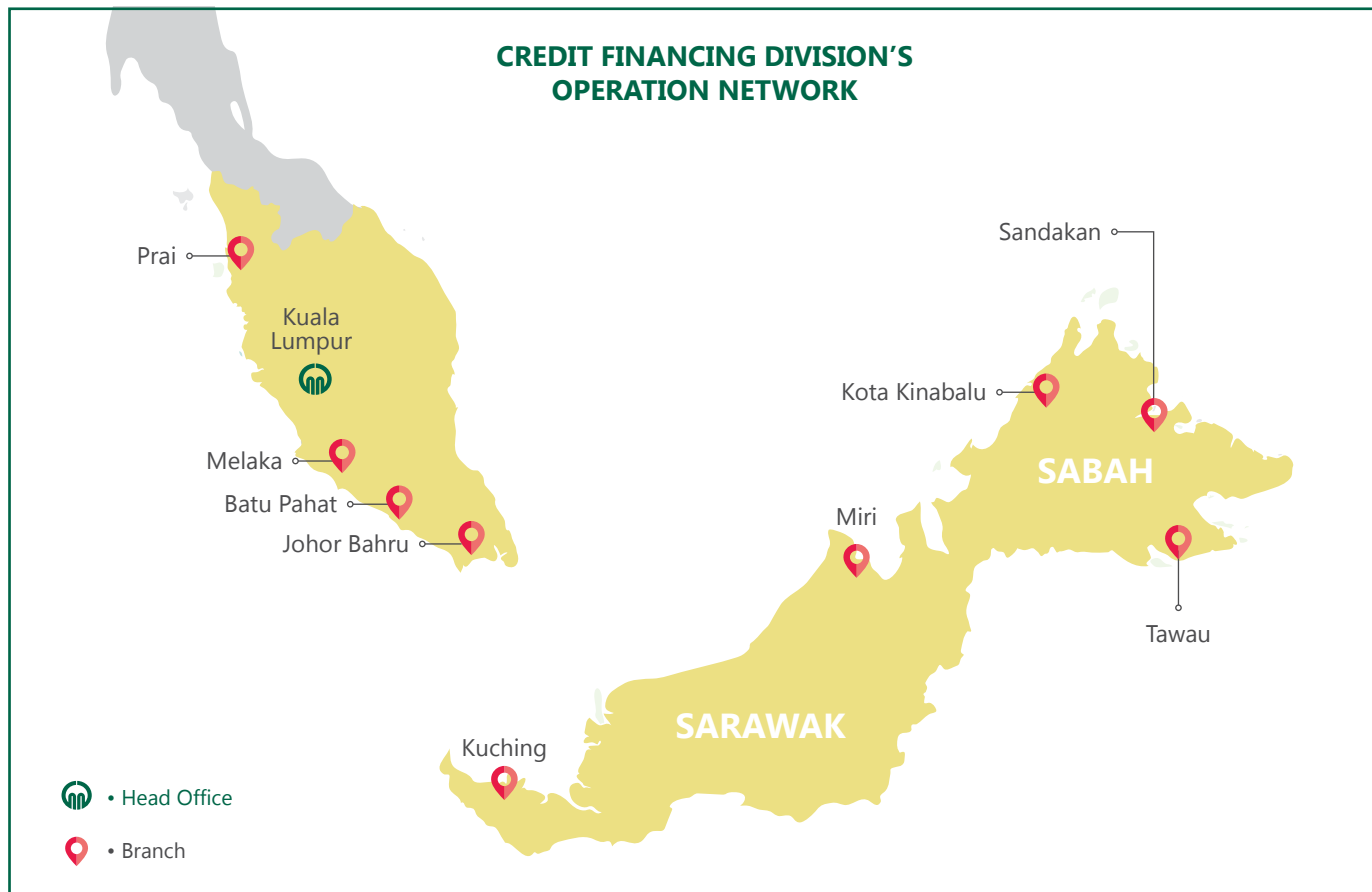 CREDIT FINANCING DIVISION'S
OPERATION NETWORK
Sandakan
Prai
Kuala
Lumpur
Kota Kinabalu
Melaka
SABAH
Batu Pahat
Miri
Johor Bahru
Tawau
SARAWAK
Kuching
• Head Office
• Branch